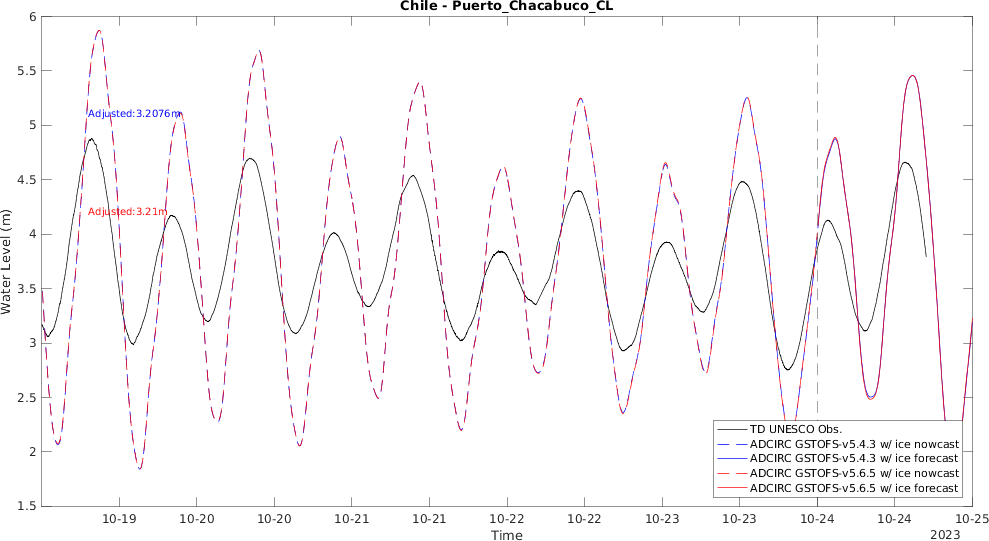 Chile - Puerto_Chacabuco_CL
6
5.5
5
4.5
4
3.5
3
2.5
2
1.5
Water Level (m)
Adjusted:3.2076m
Adjusted:3.21m
TD UNESCO Obs.
ADCIRC GSTOFS-v5.4.3 w/ ice nowcast
ADCIRC GSTOFS-v5.4.3 w/ ice forecast
ADCIRC GSTOFS-v5.6.5 w/ ice nowcast
ADCIRC GSTOFS-v5.6.5 w/ ice forecast
10-19 10-20 10-20 10-21 10-21 10-22 10-22 10-23 10-23 10-24 10-24 10-25
Time
2023